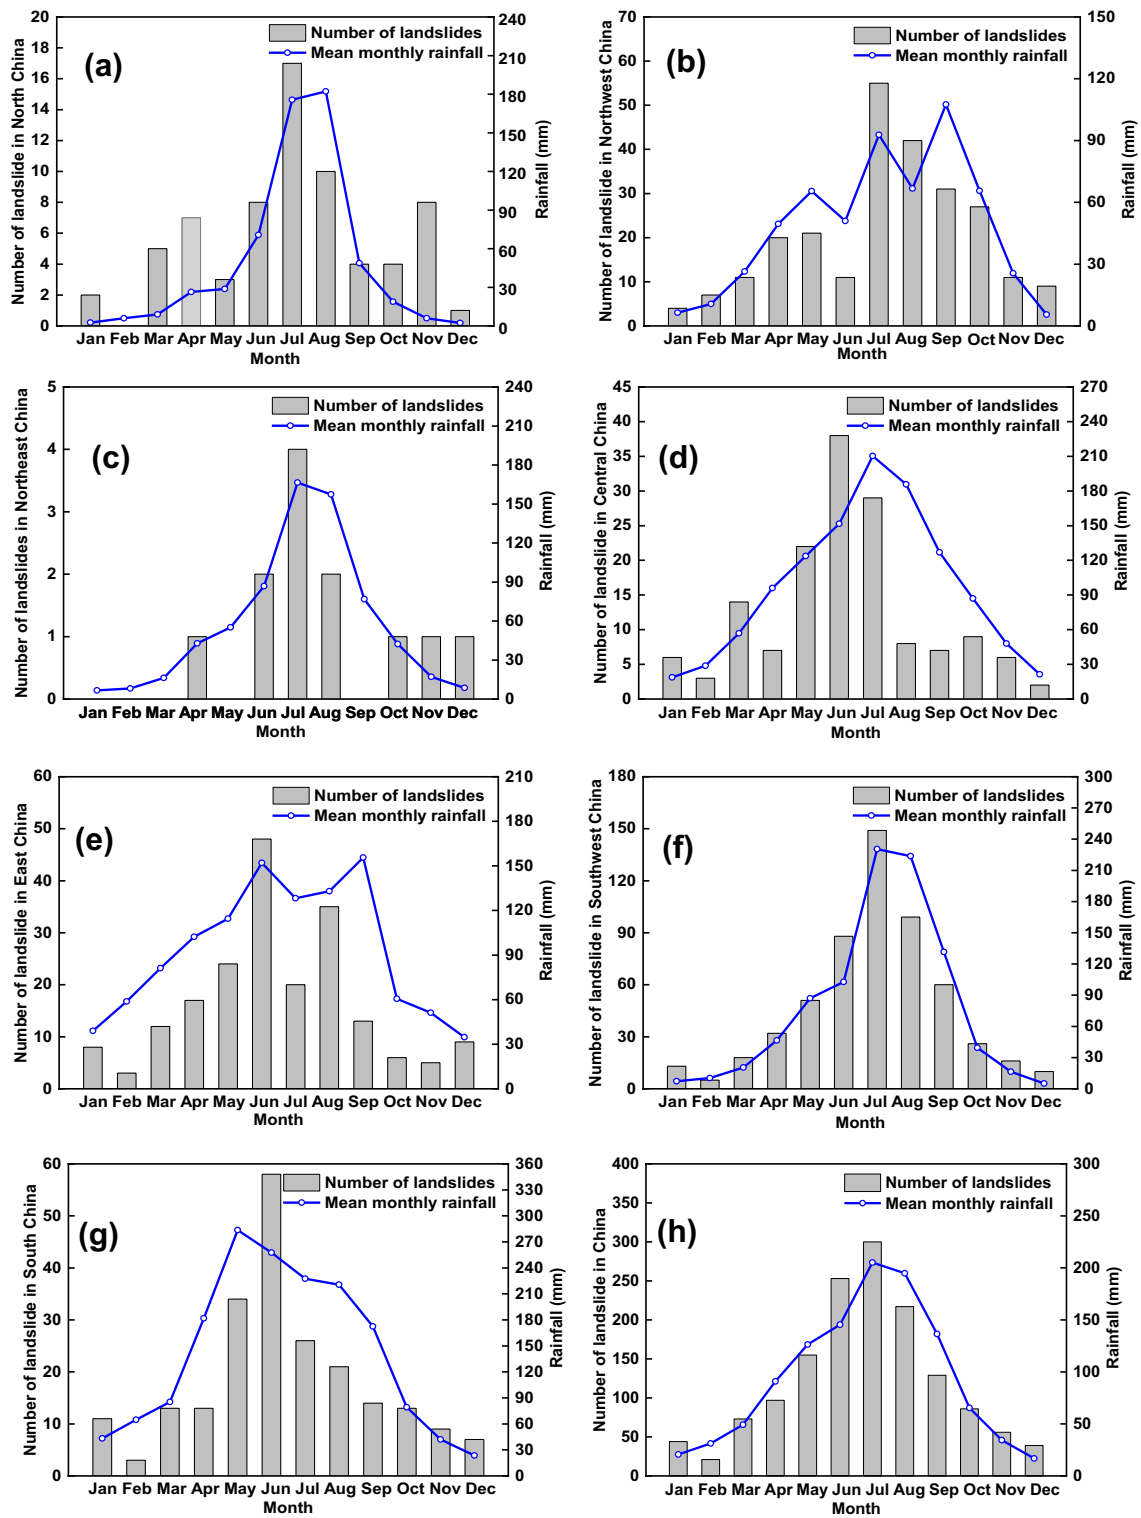 Number of landslide in North China
20
18
16
14
12
10
8
6
4
2
0
(a)
Number of landslides
Mean monthly rainfall
240
210
180
150
120
90
60
30
0
Rainfall (mm)
Jan Feb Mar Apr May Jun Jul Aug Sep Oct Nov Dec
Month
Number of landslide in Northwest China
70
60
50
40
30
20
10
0
(b)
Number of landslides
Mean monthly rainfall
150
120
90
60
30
0
Rainfall (mm)
Jan Feb Mar Apr May Jun Jul Aug Sep Oct Nov Dec
Month
Number of landslides in Northeast China
5
4
3
2
1
0
(c)
Number of landslides
Mean monthly rainfall
240
210
180
150
120
90
60
30
0
Rainfall (mm)
Jan Feb Mar Apr May Jun Jul Aug Sep Oct Nov Dec
Month
Number of landslide in Central China
45
40
35
30
25
20
15
10
5
0
(d)
Number of landslides
Mean monthly rainfall
270
240
210
180
150
120
90
60
30
0
Rainfall (mm)
Jan Feb Mar Apr May Jun Jul Aug Sep Oct Nov Dec
Month
Number of landslide in East China
60
50
40
30
20
10
0
(e)
Number of landslides
Mean monthly rainfall
210
180
150
120
90
60
30
0
Rainfall (mm)
Jan Feb Mar Apr May Jun Jul Aug Sep Oct Nov Dec
Month
Number of landslide in Southwest China
180
150
120
90
60
30
0
(f)
Number of landslides
Mean monthly rainfall
300
270
240
210
180
150
120
90
60
30
0
Rainfall (mm)
Jan Feb Mar Apr May Jun Jul Aug Sep Oct Nov Dec
Month
Number of landslide in South China
60
50
40
30
20
10
0
(g)
Number of landslides
Mean monthly rainfall
360
330
300
270
240
210
180
150
120
90
60
30
0
Rainfall (mm)
Jan Feb Mar Apr May Jun Jul Aug Sep Oct Nov Dec
Month
Number of landslide in China
400
350
300
250
200
150
100
50
0
(h)
Number of landslides
Mean monthly rainfall
300
250
200
150
100
50
0
Rainfall (mm)
Jan Feb Mar Apr May Jun Jul Aug Sep Oct Nov Dec
Month